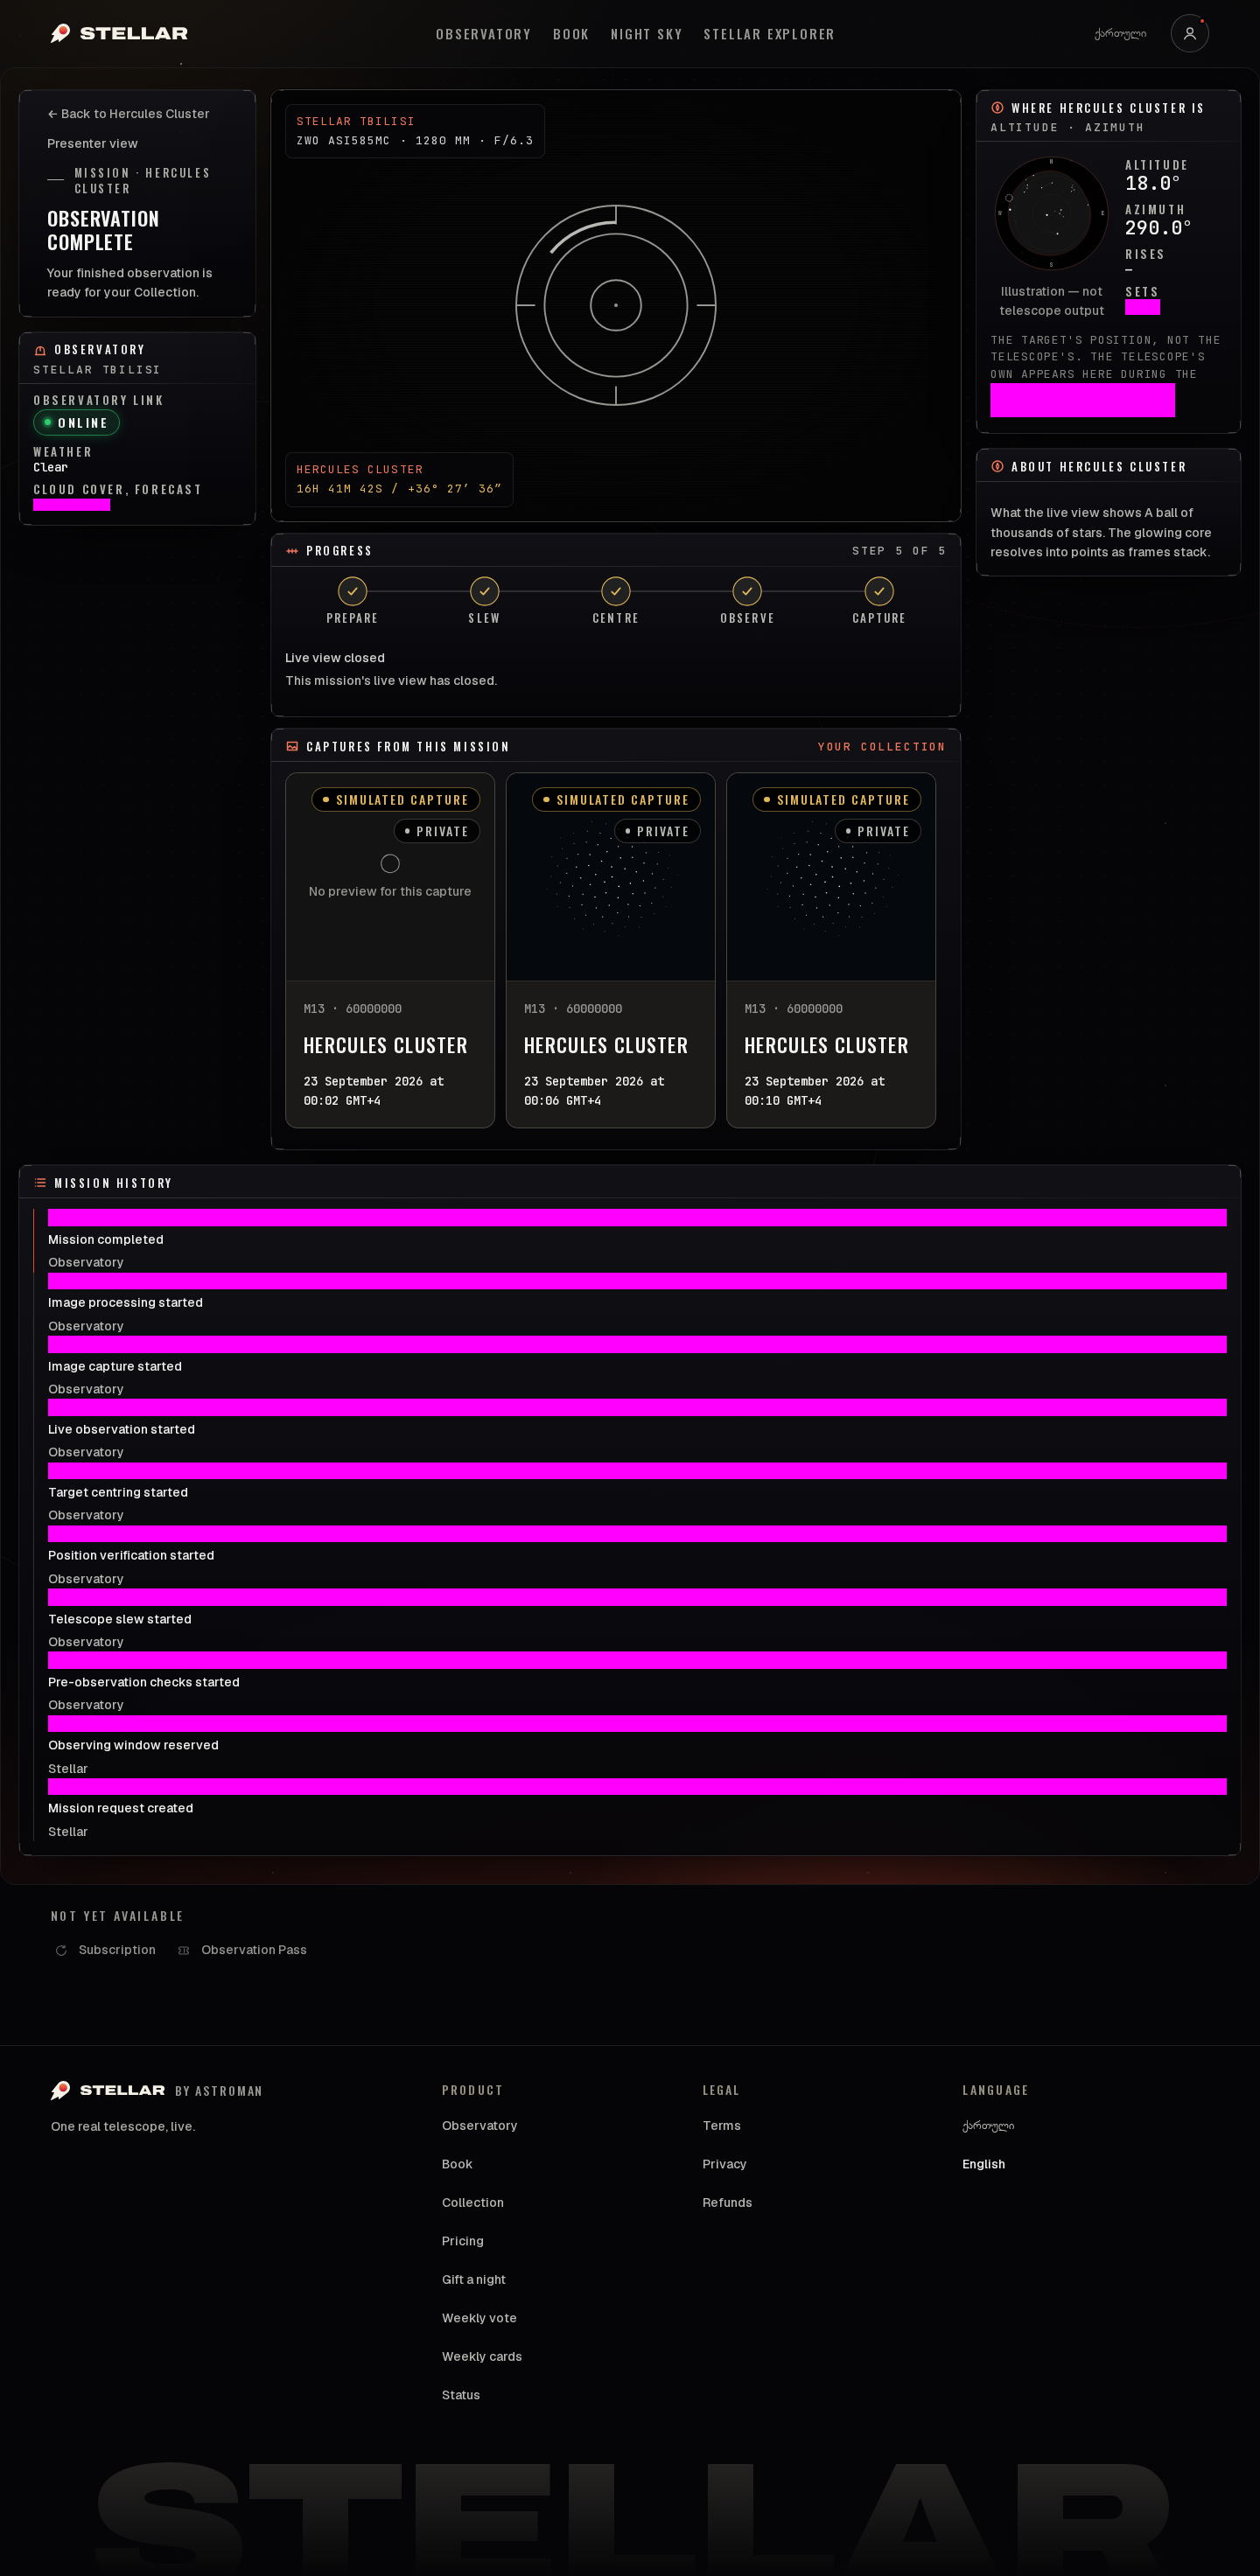 STELLAR
OBSERVATORY
BOOK
NIGHT SKY
STELLAR EXPLORER
ქართული
← Back to Hercules Cluster
Presenter view
MISSION · HERCULES
CLUSTER
OBSERVATION
COMPLETE
Your finished observation is
ready for your Collection.
OBSERVATORY
STELLAR TBILISI
OBSERVATORY LINK
ONLINE
WEATHER
Clear
CLOUD COVER, FORECAST
STELLAR TBILISI
ZWO ASI585MC · 1280 MM · F/6.3
HERCULES CLUSTER
16H 41M 42S / +36° 27′ 36″
PROGRESS
STEP 5 OF 5
PREPARE
SLEW
CENTRE
OBSERVE
CAPTURE
Live view closed
This mission's live view has closed.
CAPTURES FROM THIS MISSION
YOUR COLLECTION
SIMULATED CAPTURE
PRIVATE
No preview for this capture
M13 · 60000000
HERCULES CLUSTER
23 September 2026 at
00:02 GMT+4
SIMULATED CAPTURE
PRIVATE
M13 · 60000000
HERCULES CLUSTER
23 September 2026 at
00:06 GMT+4
SIMULATED CAPTURE
PRIVATE
M13 · 60000000
HERCULES CLUSTER
23 September 2026 at
00:10 GMT+4
WHERE HERCULES CLUSTER IS
ALTITUDE · AZIMUTH
N
W
E
S
Illustration — not
telescope output
ALTITUDE
18.0°
AZIMUTH
290.0°
RISES
—
SETS
THE TARGET'S POSITION, NOT THE
TELESCOPE'S. THE TELESCOPE'S
OWN APPEARS HERE DURING THE
ABOUT HERCULES CLUSTER
What the live view shows A ball of
thousands of stars. The glowing core
resolves into points as frames stack.
MISSION HISTORY
Mission completed
Observatory
Image processing started
Observatory
Image capture started
Observatory
Live observation started
Observatory
Target centring started
Observatory
Position verification started
Observatory
Telescope slew started
Observatory
Pre-observation checks started
Observatory
Observing window reserved
Stellar
Mission request created
Stellar
NOT YET AVAILABLE
Subscription
Observation Pass
STELLAR BY ASTROMAN
One real telescope, live.
PRODUCT
Observatory
Book
Collection
Pricing
Gift a night
Weekly vote
Weekly cards
Status
LEGAL
Terms
Privacy
Refunds
LANGUAGE
ქართული
English
STELLAR